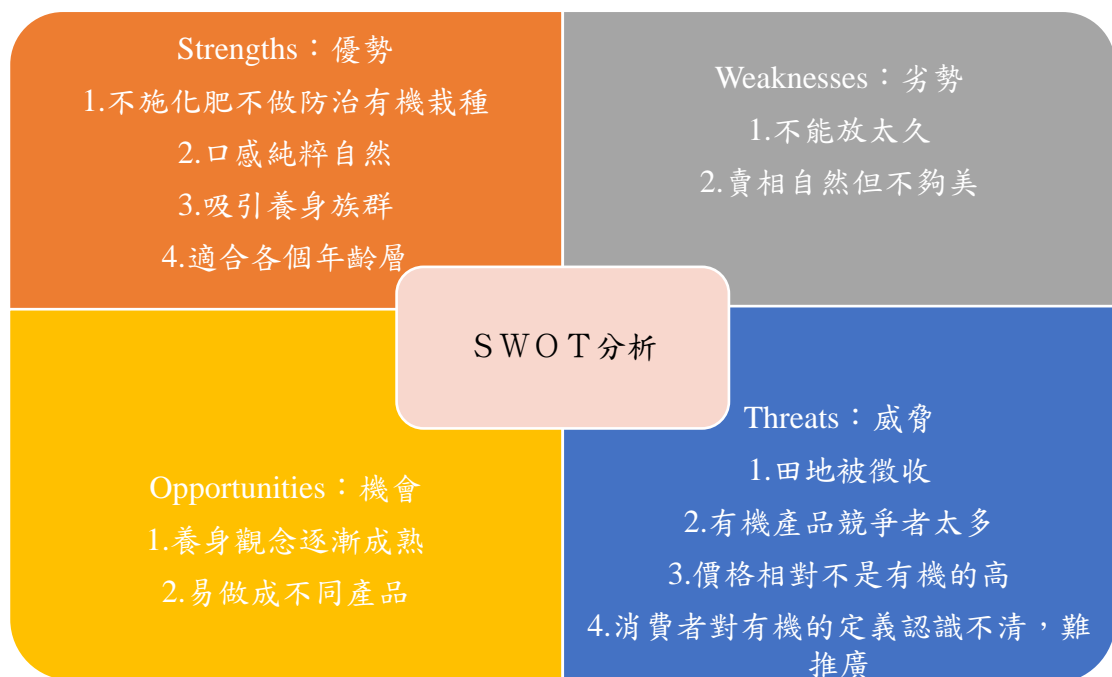 Strengths：優勢
1.不施化肥不做防治有機栽種
2.口感純粹自然
3.吸引養身族群
4.適合各個年齡層
Weaknesses：劣勢
1.不能放太久
2.賣相自然但不夠美
ＳＷＯＴ分析
Opportunities：機會
1.養身觀念逐漸成熟
2.易做成不同產品
Threats：威脅
1.田地被徵收
2.有機產品競爭者太多
3.價格相對不是有機的高
4.消費者對有機的定義認識不清，難
推廣